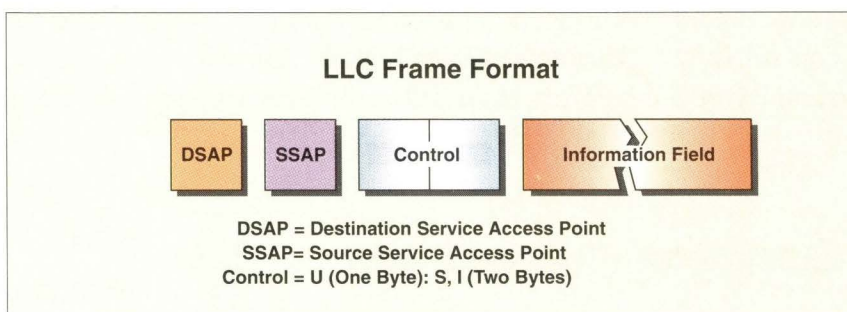 LLC Frame Format
DSAP SSAP Control Information Field
DSAP = Destination Service Access Point
SSAP= Source Service Access Point
Control = U (One Byte): S, I (Two Bytes)